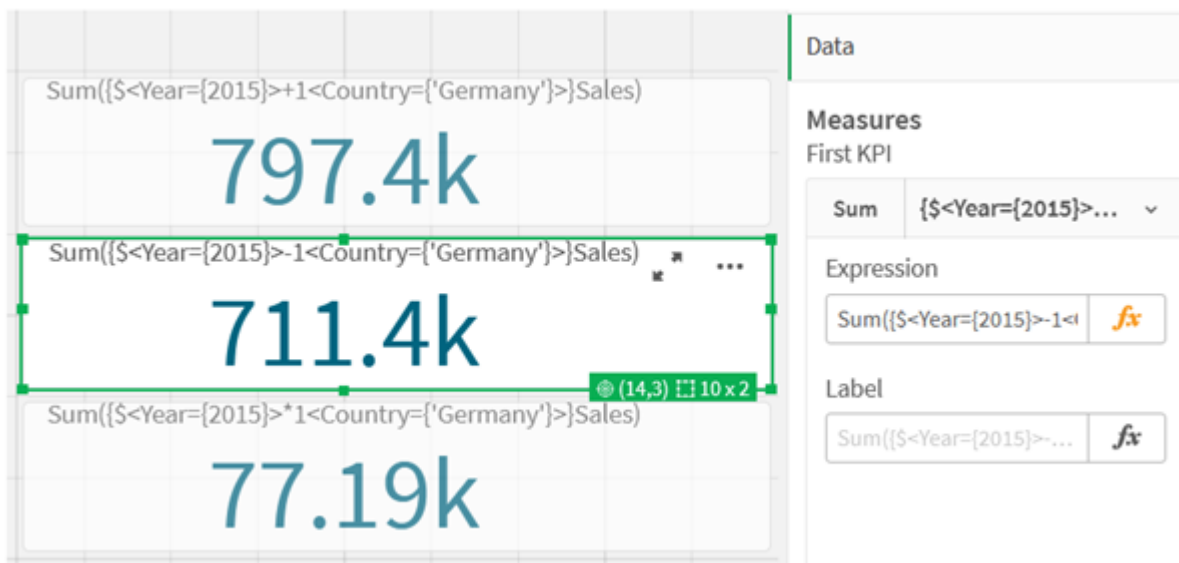 Sum({$<Year={2015}>+1<Country={'Germany'}>}Sales)
797.4k
Sum({$<Year={2015}>-1<Country={'Germany'}>}Sales)
711.4k
(14,3) 10 x 2
Sum({$<Year={2015}>*1<Country={'Germany'}>}Sales)
77.19k
Data
Measures
First KPI
Sum {$<Year={2015}>...
Expression
Sum({$<Year={2015}>-1<( fx
Label
Sum({$<Year={2015}>-... fx